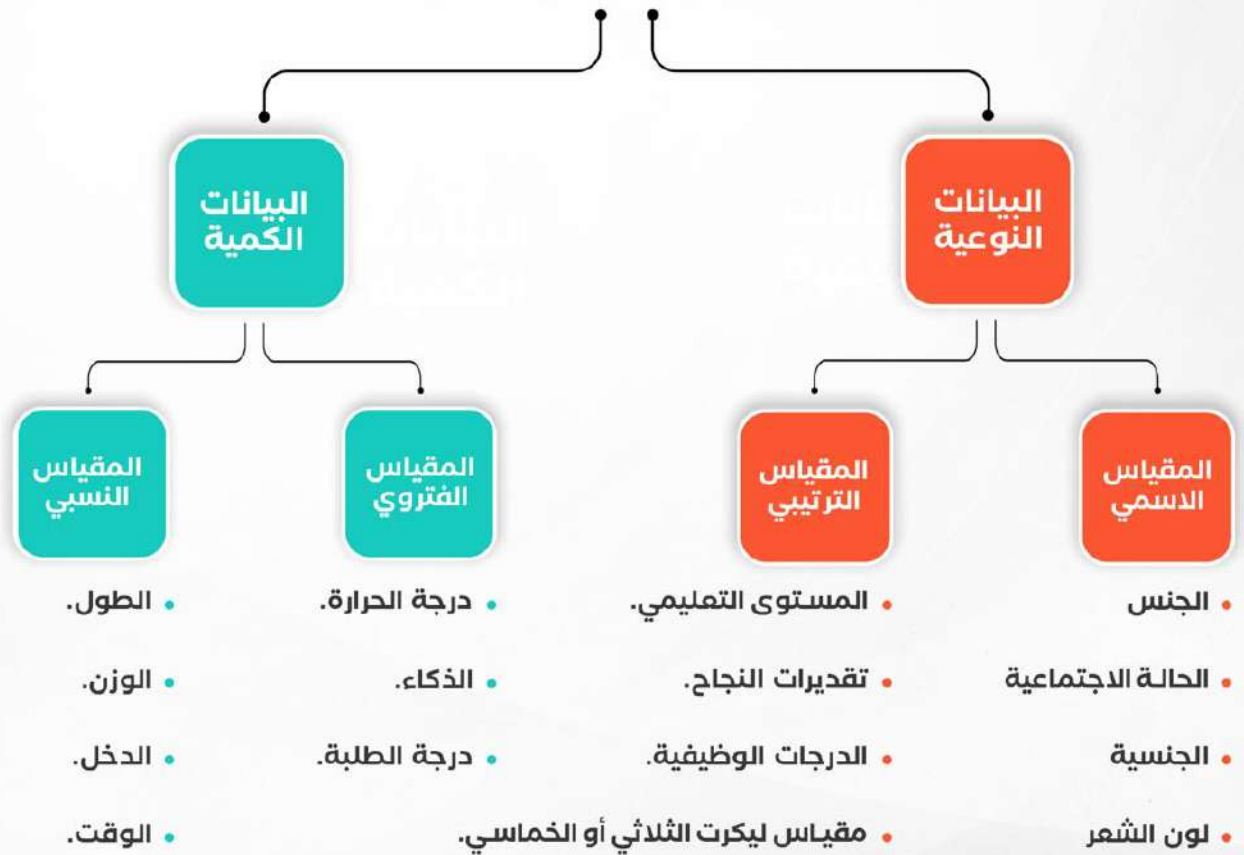 البيانات
النوعية
البيانات
الكمية
المقياس
الاسمي
المقياس
الترتيبي
المقياس
الفتروي
المقياس
النسبي
• الجنس
• الحالة الاجتماعية
• الجنسية
• لون الشعر
• المستوى التعليمي.
• تقديرات النجاح.
• الدرجات الوظيفية.
• مقياس ليكرت الثلاثي أو الخماسي.
• درجة الحرارة.
• الذكاء.
• درجة الطلبة.
• الطول.
• الوزن.
• الدخل.
• الوقت.